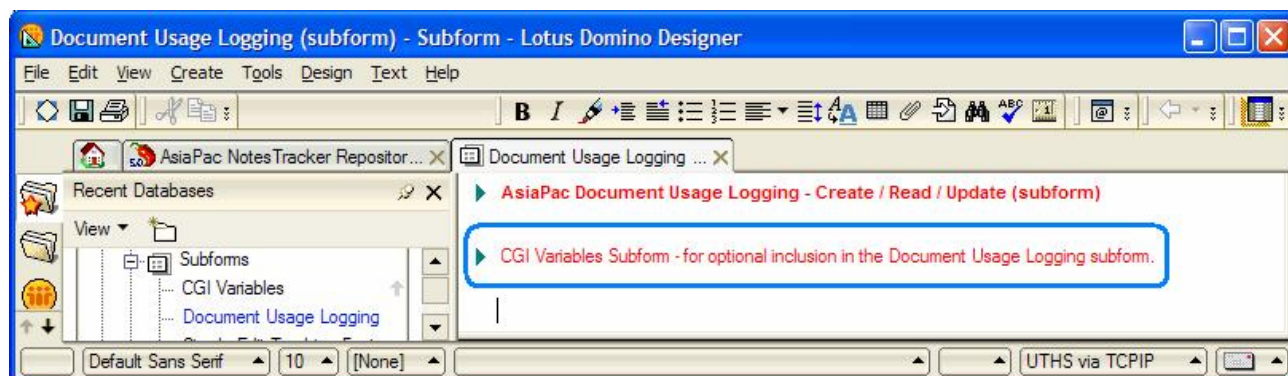 Document Usage Logging (subform) - Subform - Lotus Domino Designer
File Edit View Create Tools Design Text Help
B I ABC
AsiaPac NotesTracker Repositor... Document Usage Logging ...
Recent Databases
AsiaPac Document Usage Logging - Create / Read / Update (subform)
View
Subforms
CGI Variables Subform - for optional inclusion in the Document Usage Logging subform.
CGI Variables
Document Usage Logging
Default Sans Serif 10 [None] UTHS via TCPIP